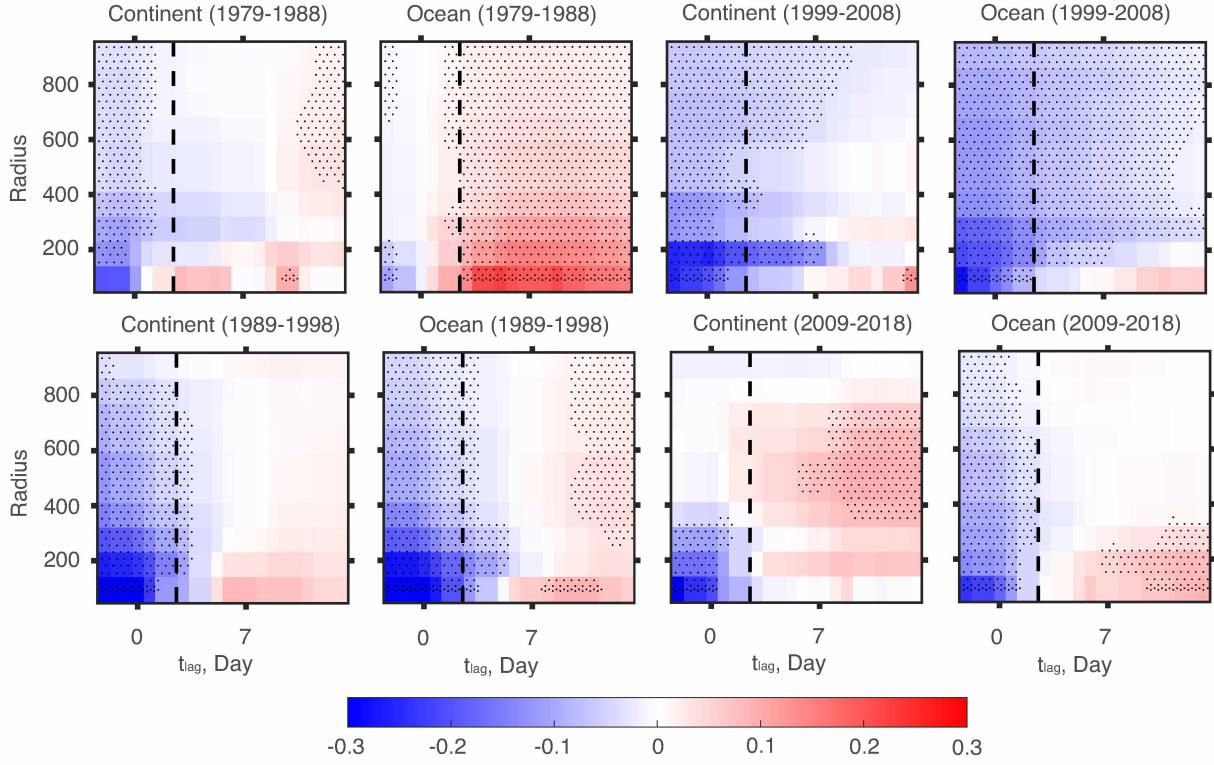 Continent (1979-1988) Ocean (1979-1988) Continent (1999-2008) Ocean (1999-2008)
800
600
400
200
Radius
Continent (1989-1998) Ocean (1989-1998) Continent (2009-2018) Ocean (2009-2018)
800
600
400
200
Radius
0 7 0 7 0 7 0 7
tlag, Day tlag, Day tlag, Day tlag, Day
-0.3 -0.2 -0.1 0 0.1 0.2 0.3